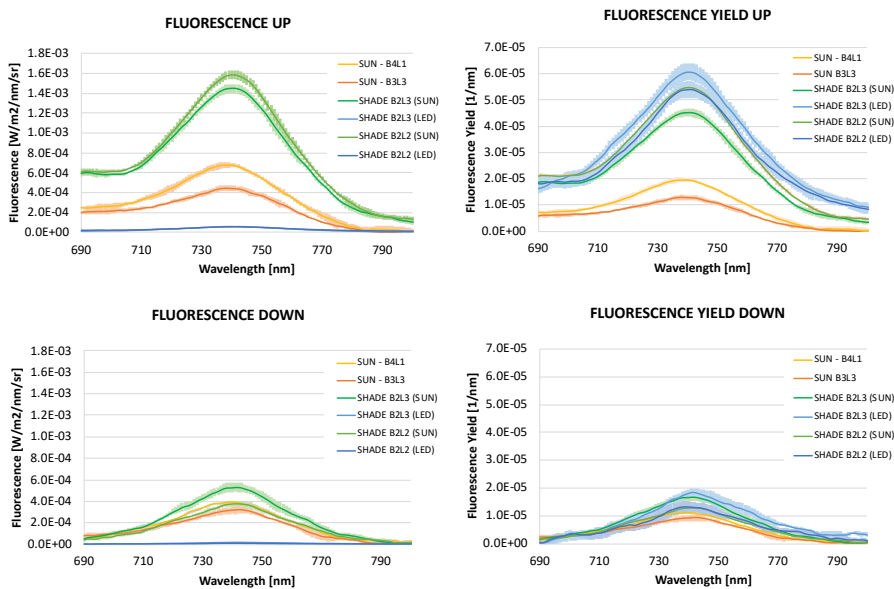 FLUORESCENCE UP
Fluorescence [W/m2/nm/sr]
1.8E-03
1.6E-03
1.4E-03
1.2E-03
1.0E-03
8.0E-04
6.0E-04
4.0E-04
2.0E-04
0.0E+00
690
710
730
750
770
790
Wavelength [nm]
SUN - B4L1
SUN - B3L3
SHADE B2L3 (SUN)
SHADE B2L3 (LED)
SHADE B2L2 (SUN)
SHADE B2L2 (LED)
FLUORESCENCE YIELD UP
Fluorescence Yield [1/nm]
7.0E-05
6.0E-05
5.0E-05
4.0E-05
3.0E-05
2.0E-05
1.0E-05
0.0E+00
690
710
730
750
770
790
Wavelength [nm]
SUN - B4L1
SUN B3L3
SHADE B2L3 (SUN)
SHADE B2L3 (LED)
SHADE B2L2 (SUN)
SHADE B2L2 (LED)
FLUORESCENCE DOWN
Fluorescence [W/m2/nm/sr]
1.8E-03
1.6E-03
1.4E-03
1.2E-03
1.0E-03
8.0E-04
6.0E-04
4.0E-04
2.0E-04
0.0E+00
690
710
730
750
770
790
Wavelength [nm]
SUN - B4L1
SUN - B3L3
SHADE B2L3 (SUN)
SHADE B2L3 (LED)
SHADE B2L2 (SUN)
SHADE B2L2 (LED)
FLUORESCENCE YIELD DOWN
Fluorescence Yield [1/nm]
7.0E-05
6.0E-05
5.0E-05
4.0E-05
3.0E-05
2.0E-05
1.0E-05
0.0E+00
690
710
730
750
770
790
Wavelength [nm]
SUN - B4L1
SUN B3L3
SHADE B2L3 (SUN)
SHADE B2L3 (LED)
SHADE B2L2 (SUN)
SHADE B2L2 (LED)